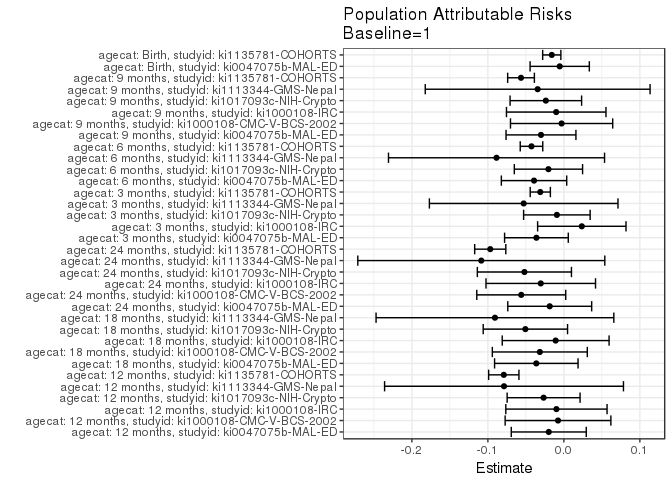 Population Attributable Risks
Baseline=1
agecat: Birth, studyid: ki1135781-COHORTS
agecat: Birth, studyid: ki0047075b-MAL-ED
agecat: 9 months, studyid: ki1135781-COHORTS
agecat: 9 months, studyid: ki1113344-GMS-Nepal
agecat: 9 months, studyid: ki1017093c-NIH-Crypto
agecat: 9 months, studyid: ki1000108-IRC
agecat: 9 months, studyid: ki1000108-CMC-V-BCS-2002
agecat: 9 months, studyid: ki0047075b-MAL-ED
agecat: 6 months, studyid: ki1135781-COHORTS
agecat: 6 months, studyid: ki1113344-GMS-Nepal
agecat: 6 months, studyid: ki1017093c-NIH-Crypto
agecat: 6 months, studyid: ki0047075b-MAL-ED
agecat: 3 months, studyid: ki1135781-COHORTS
agecat: 3 months, studyid: ki1113344-GMS-Nepal
agecat: 3 months, studyid: ki1017093c-NIH-Crypto
agecat: 3 months, studyid: ki1000108-IRC
agecat: 3 months, studyid: ki0047075b-MAL-ED
agecat: 24 months, studyid: ki1135781-COHORTS
agecat: 24 months, studyid: ki1113344-GMS-Nepal
agecat: 24 months, studyid: ki1017093c-NIH-Crypto
agecat: 24 months, studyid: ki1000108-IRC
agecat: 24 months, studyid: ki1000108-CMC-V-BCS-2002
agecat: 24 months, studyid: ki0047075b-MAL-ED
agecat: 18 months, studyid: ki1113344-GMS-Nepal
agecat: 18 months, studyid: ki1017093c-NIH-Crypto
agecat: 18 months, studyid: ki1000108-IRC
agecat: 18 months, studyid: ki1000108-CMC-V-BCS-2002
agecat: 18 months, studyid: ki0047075b-MAL-ED
agecat: 12 months, studyid: ki1135781-COHORTS
agecat: 12 months, studyid: ki1113344-GMS-Nepal
agecat: 12 months, studyid: ki1017093c-NIH-Crypto
agecat: 12 months, studyid: ki1000108-IRC
agecat: 12 months, studyid: ki1000108-CMC-V-BCS-2002
agecat: 12 months, studyid: ki0047075b-MAL-ED
-0.2 -0.1 0.0 0.1
Estimate